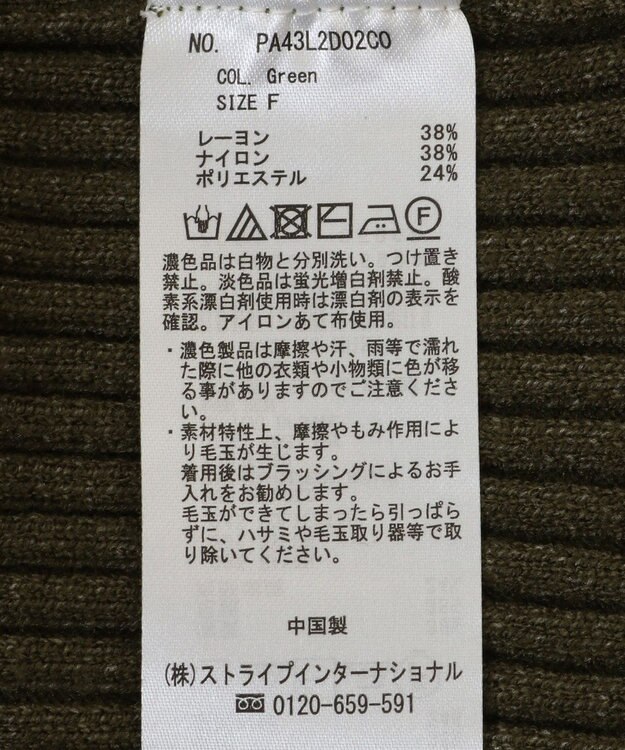 NO. PA43L2D02C0
COL. Green
SIZE F
レーヨン 38%
ナイロン 38%
ポリエステル 24%
F
濃色品は白物と分別洗い。つけ置き
禁止。淡色品は蛍光増白剤禁止。酸
素系漂白剤使用時は漂白剤の表示を
確認。アイロンあて布使用。
・濃色製品は摩擦や汗、雨等で濡れ
た際に他の衣類や小物類に色が移
る事がありますのでご注意くださ
い。
・素材特性上、摩擦やもみ作用によ
り毛玉が生じます。
着用後はブラッシングによるお手
入れをお勧めします。
毛玉ができてしまったら引っぱら
ずに、ハサミや毛玉取り器等で取
り除いてください。
中国製
(株)ストライプインターナショナル
0120-659-591